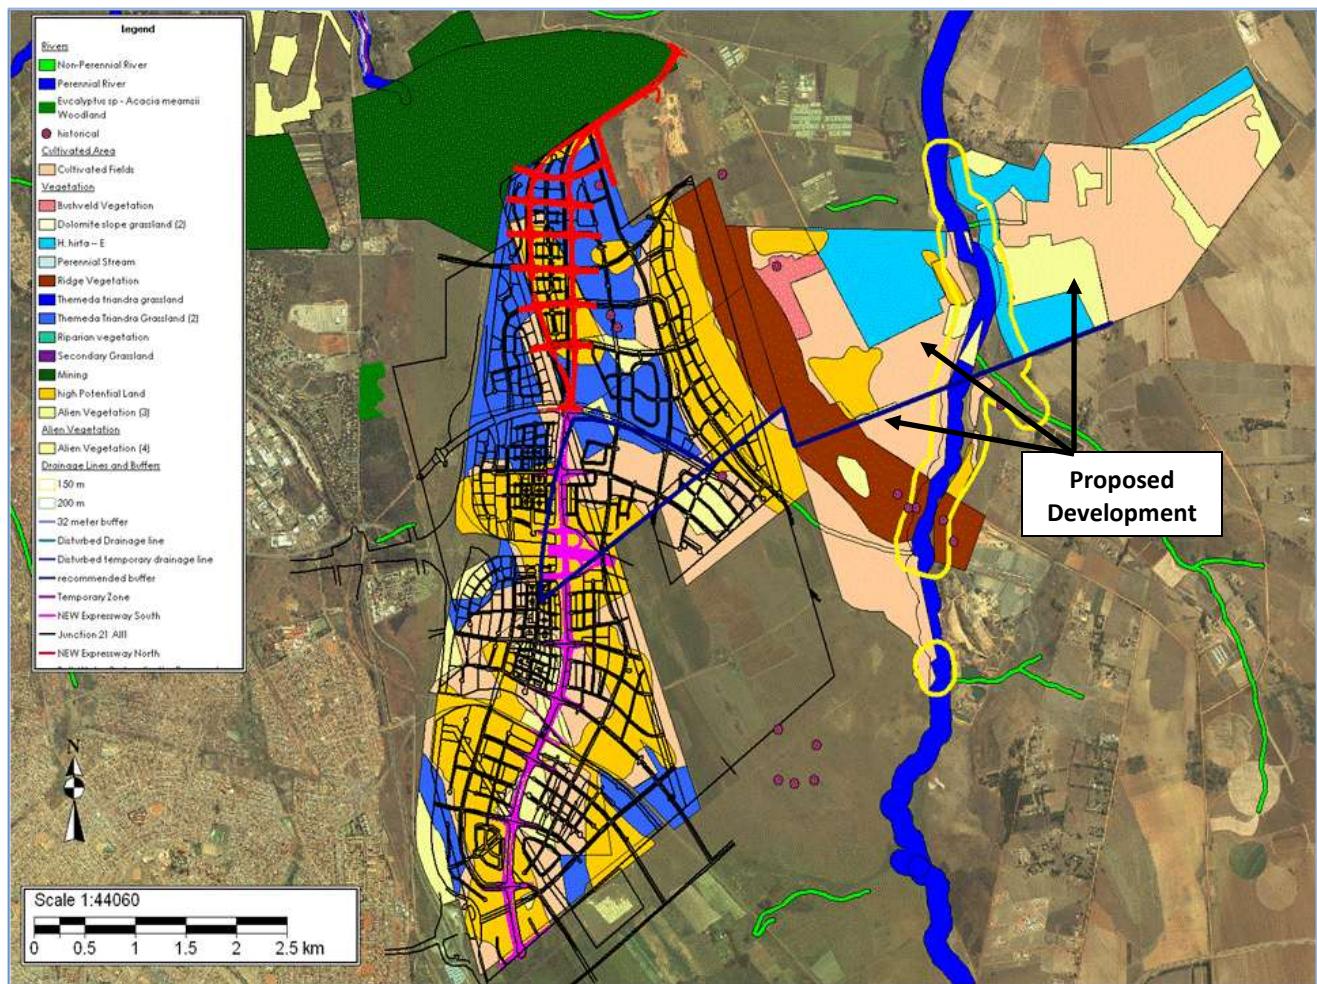 Legend
Rivers
Non-Perennial River
Perennial River
Eucalyptus sp - Acacia mearnsii
Woodland
historical
Cultivated Area
Cultivated Fields
Vegetation
Bushveld Vegetation
Dolomite slope grassland (2)
H. hirta - E
Perennial Stream
Ridge Vegetation
Themeda triandra grassland
Themeda Triandra Grassland (2)
Riparian vegetation
Secondary Grassland
Mining
high Potential Land
Alien Vegetation (3)
Alien Vegetation
Alien Vegetation (4)
Drainage Lines and Buffers
150 m
200 m
32 meter buffer
Disturbed Drainage line
Disturbed temporary drainage line
recommended buffer
Temporary Zone
NEW Expressway South
Junction 21 All1
NEW Expressway North
Proposed
Development
N
Scale 1:44060
0 0.5 1 1.5 2 2.5 km